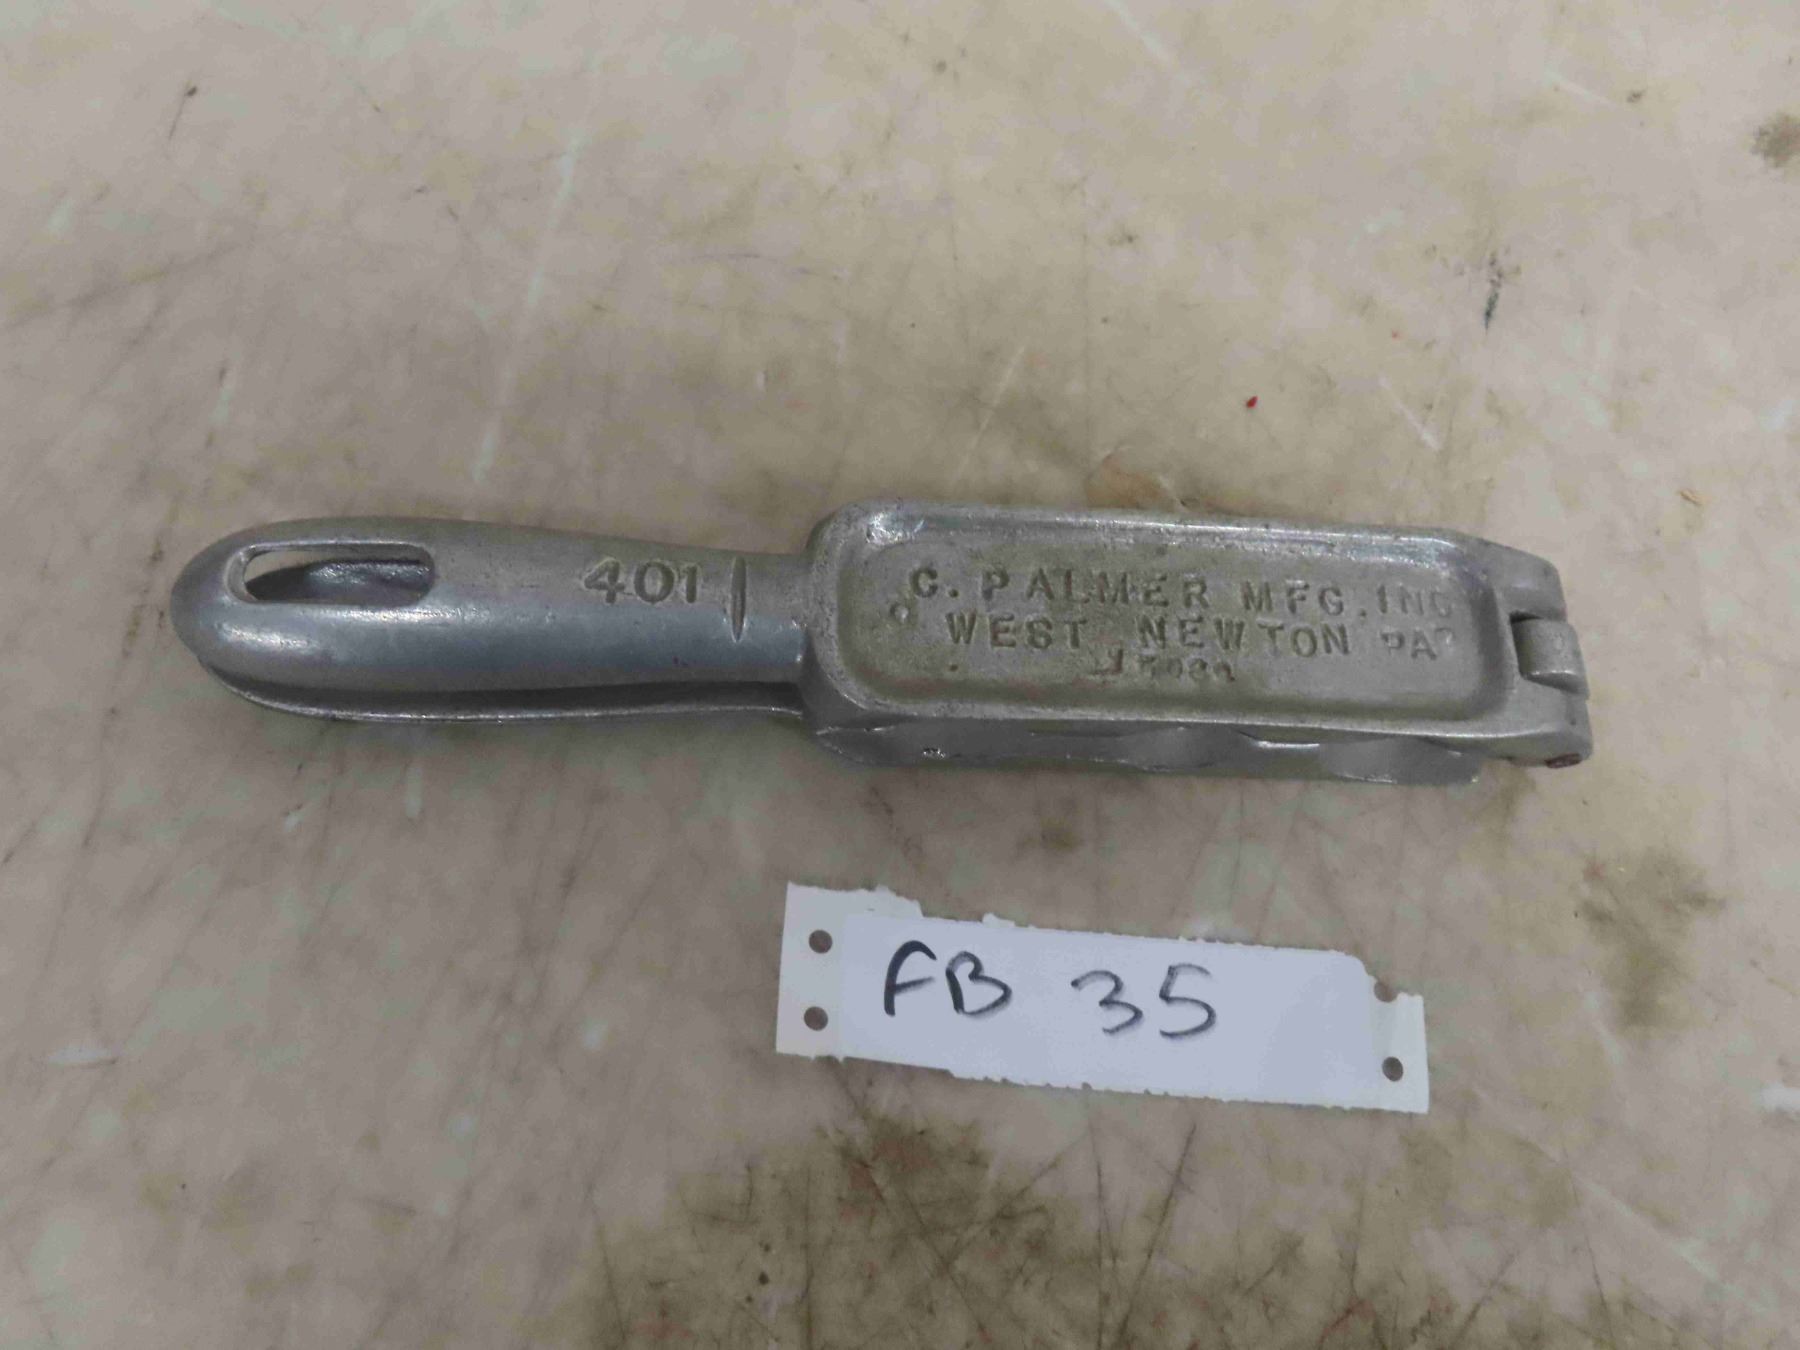 401
C. PALMER MFG. INC
WEST NEWTON PA
FB 35